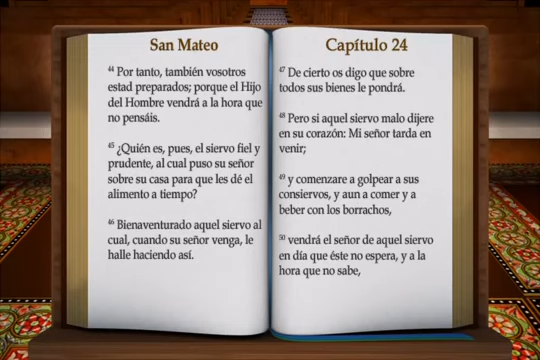 San Mateo
44 Por tanto, también vosotros
estad preparados; porque el Hijo
del Hombre vendrá a la hora que
no pensáis.
45 ¿Quién es, pues, el siervo fiel y
prudente, al cual puso su señor
sobre su casa para que les dé el
alimento a tiempo?
46 Bienaventurado aquel siervo al
cual, cuando su señor venga, le
halle haciendo así.
Capítulo 24
47 De cierto os digo que sobre
todos sus bienes le pondrá.
48 Pero si aquel siervo malo dijere
en su corazón: Mi señor tarda en
venir;
49 y comenzare a golpear a sus
consiervos, y aun a comer y a
beber con los borrachos,
50 vendrá el señor de aquel siervo
en día que éste no espera, y a la
hora que no sabe,